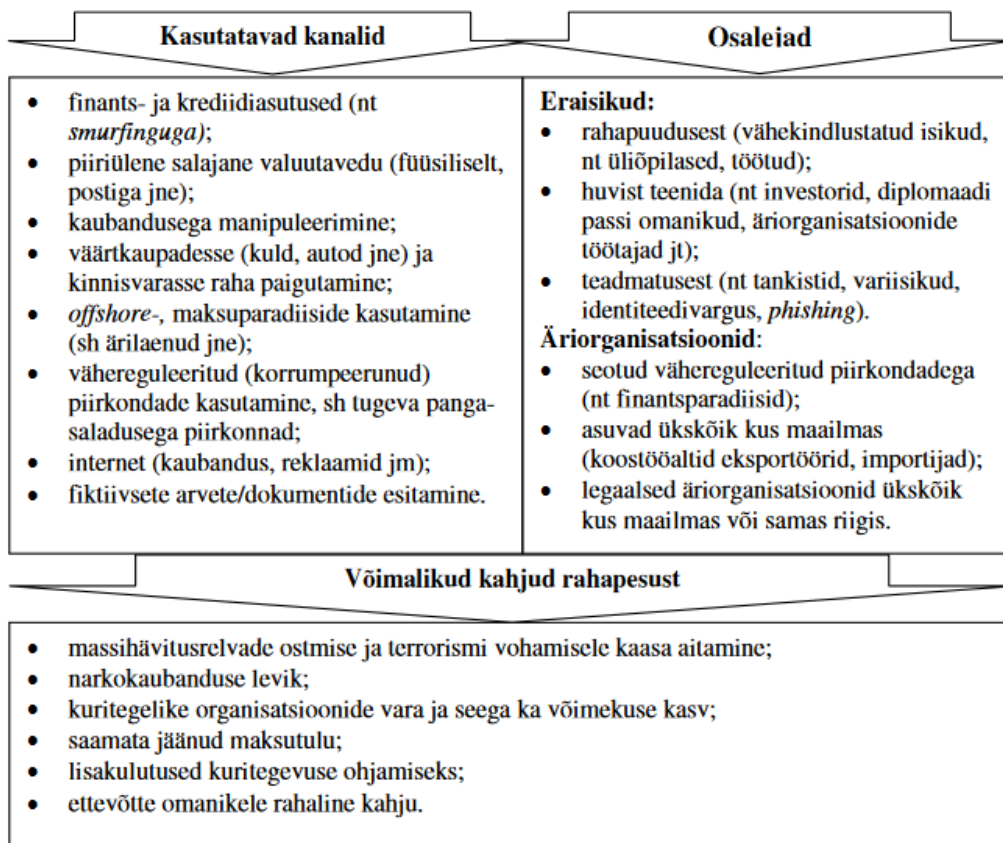 Kasutatavad kanalid
finants- ja krediidiasutused (nt
smurfinguga);
piiriülene salajane valuutavedu (füüsiliselt,
postiga jne);
kaubandusega manipuleerimine;
väärtkaupadesse (kuld, autod jne) ja
kinnisvarasse raha paigutamine;
offshore-, maksuparadiiside kasutamine
(sh ärilaenud jne);
vähereguleeritud (korrumpeerunud)
piirkondade kasutamine, sh tugeva panga-
saladusega piirkonnad;
internet (kaubandus, reklaamid jm);
fiktiivsete arvete/dokumentide esitamine.
Osalejad
Eraisikud:
rahapuudusest (vähekindlustatud isikud,
nt üliõpilased, töötud);
huvist teenida (nt investorid, diplomaadi
passi omanikud, äriorganisatsioonide
töötajad jt);
teadmatusest (nt tankistid, variisikud,
identiteedivargus, phishing).
Äriorganisatsioonid:
seotud vähereguleeritud piirkondadega
(nt finantsparadiisid);
asuvad ükskõik kus maailmas
(koostööaltid eksportöörid, importijad);
legaalsed äriorganisatsioonid ükskõik
kus maailmas või samas riigis.
Võimalikud kahjud rahapesust
massihävitusrelvade ostmise ja terrorismi vohamisele kaasa aitamine;
narkokaubanduse levik;
kuritegelike organisatsioonide vara ja seega ka võimekuse kasv;
saamata jäänud maksutulu;
lisakulutused kuritegevuse ohjamiseks;
ettevõtte omanikele rahaline kahju.